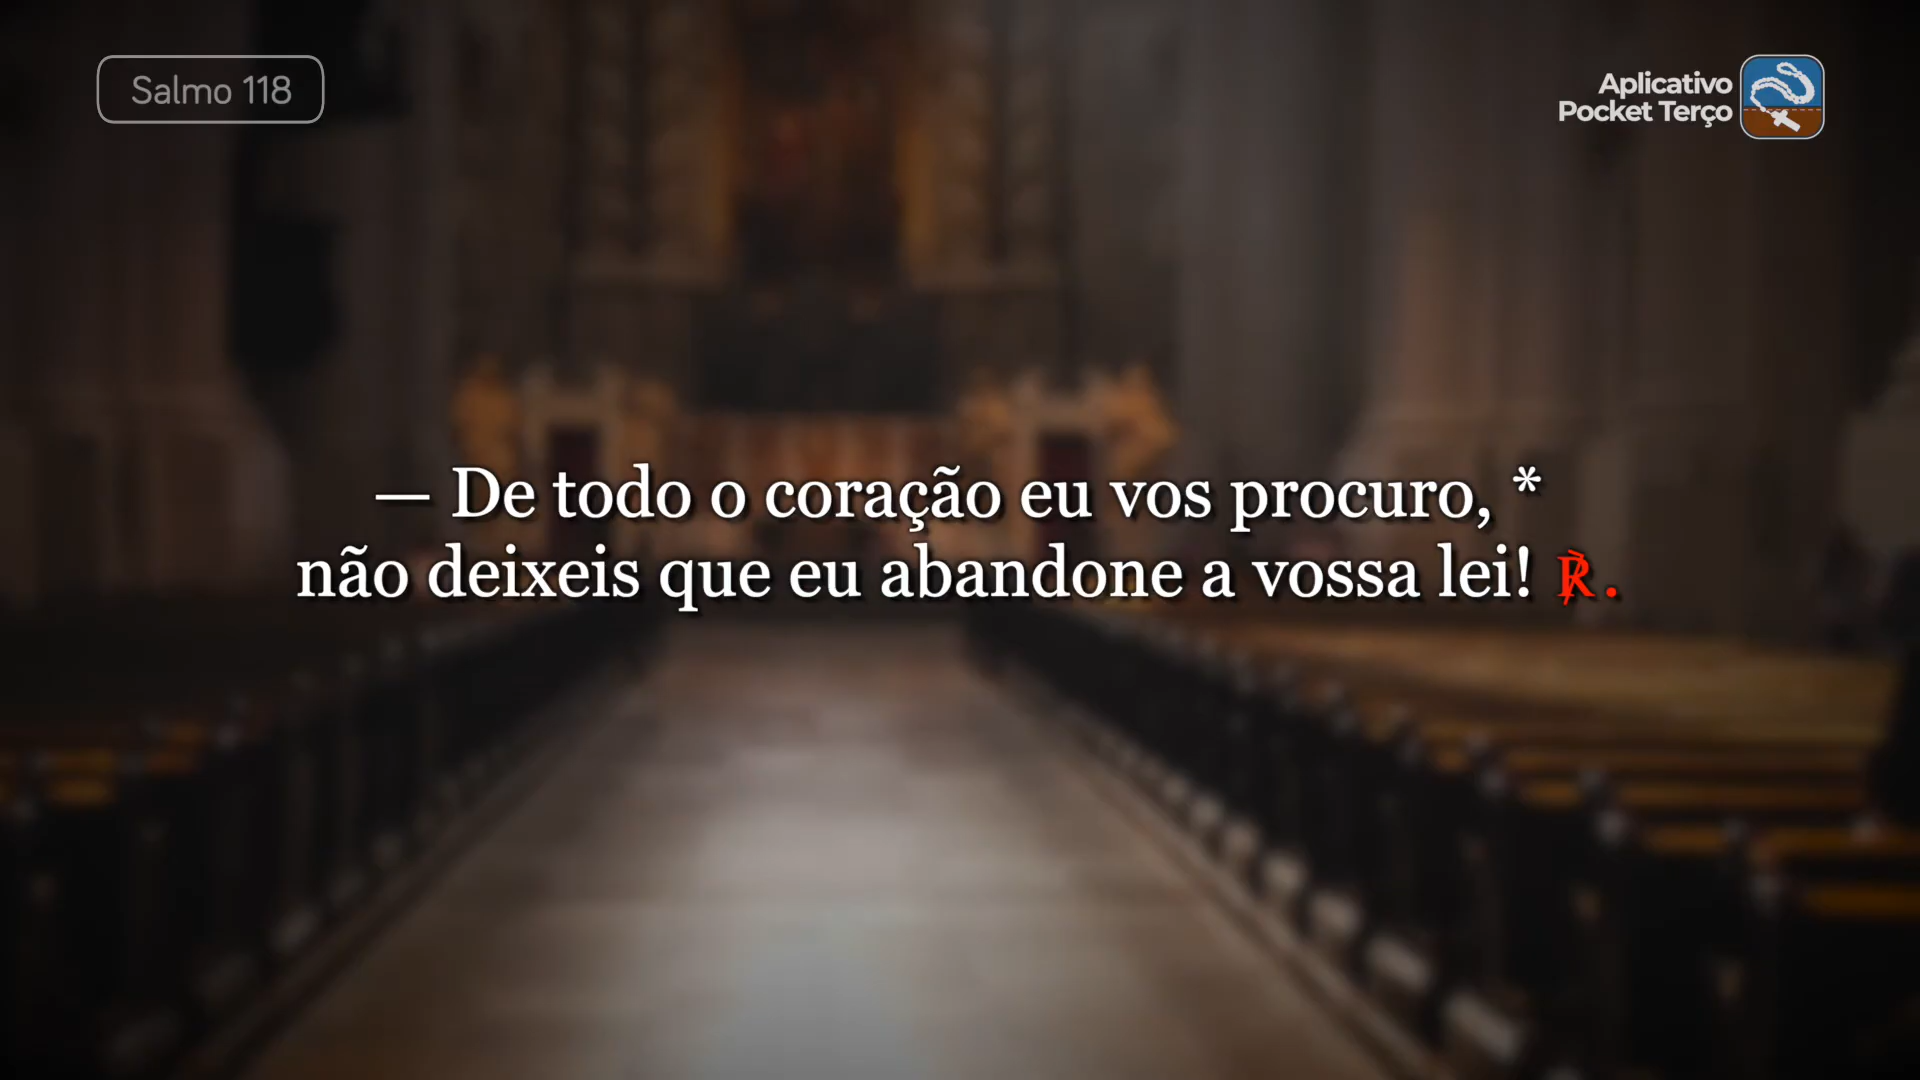 Salmo 118
Aplicativo
Pocket Terço
— De todo o coração eu vos procuro, *
não deixeis que eu abandone a vossa lei! ℟.